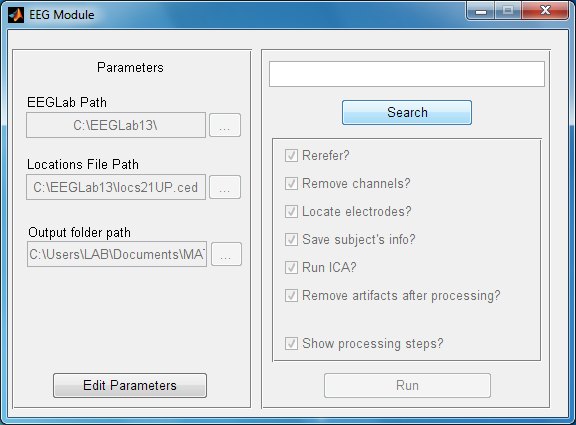 EEG Module
Parameters
EEGLab Path
C:\EEGLab13\
...
Locations File Path
C:\EEGLab13\locs21UP.ced
...
Output folder path
C:\Users\LAB\Documents\MA
...
Edit Parameters
Search
Rerefer?
Remove channels?
Locate electrodes?
Save subject's info?
Run ICA?
Remove artifacts after processing?
Show processing steps?
Run